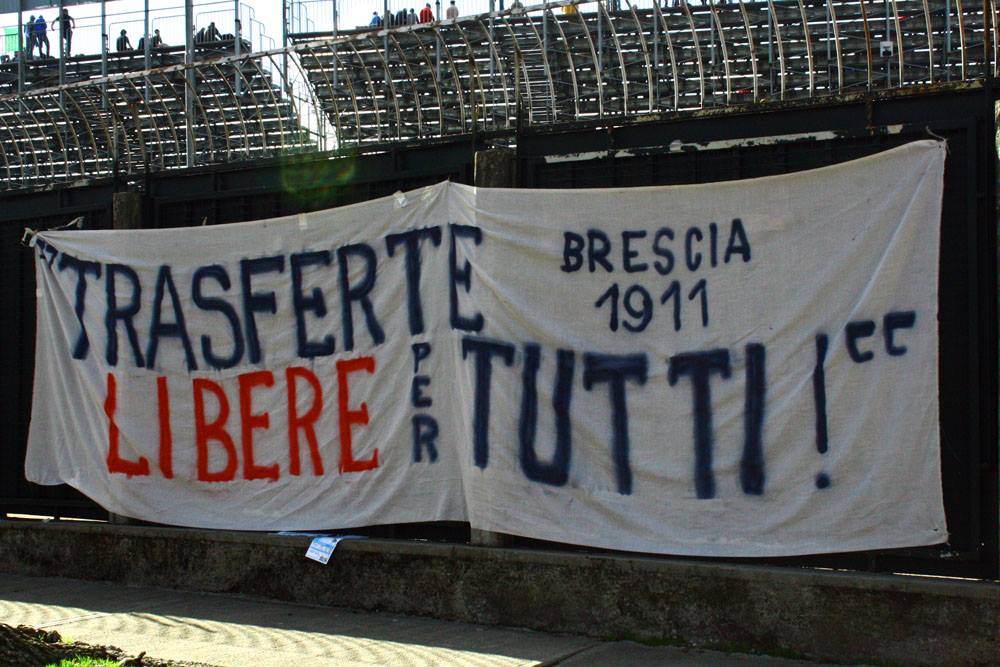 "TRASFERTE
LIBERE
PER
TUTTI!"
BRESCIA
1911